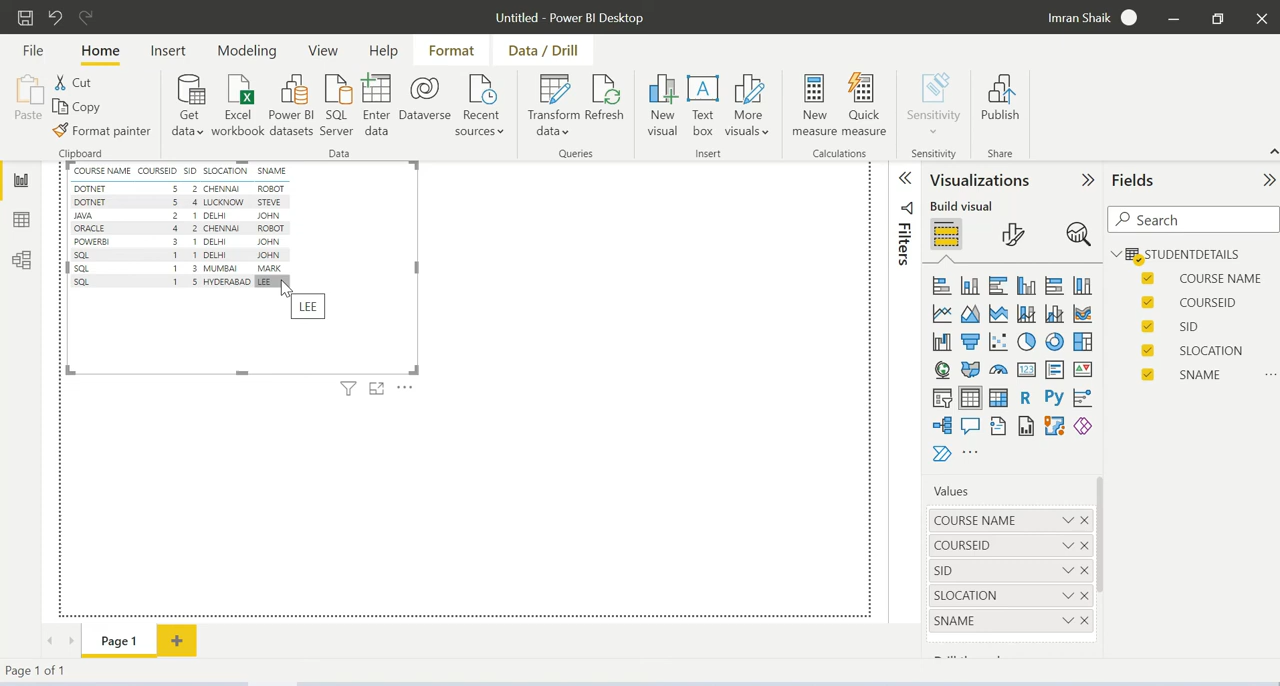 Untitled - Power BI Desktop
Imran Shaik
File Home Insert Modeling View Help Format Data / Drill
Paste
Cut
Copy
Format painter
Clipboard
Get data
Excel workbook
Power BI datasets
SQL Server
Enter data
Dataverse
Recent sources
Data
Transform data
Refresh
Queries
New visual
Text box
More visuals
Insert
New measure
Quick measure
Calculations
Sensitivity
Sensitivity
Publish
Share
COURSE NAME COURSEID SID SLOCATION SNAME
DOTNET 5 2 CHENNAI ROBOT
DOTNET 5 4 LUCKNOW STEVE
JAVA 2 1 DELHI JOHN
ORACLE 4 2 CHENNAI ROBOT
POWERBI 3 1 DELHI JOHN
SQL 1 1 DELHI JOHN
SQL 1 3 MUMBAI MARK
SQL 1 5 HYDERABAD LEE
LEE
Filters
Visualizations
Build visual
123
R Py
Values
COURSE NAME
COURSEID
SID
SLOCATION
SNAME
Fields
Search
STUDENTDETAILS
COURSE NAME
COURSEID
SID
SLOCATION
SNAME
Page 1
Page 1 of 1